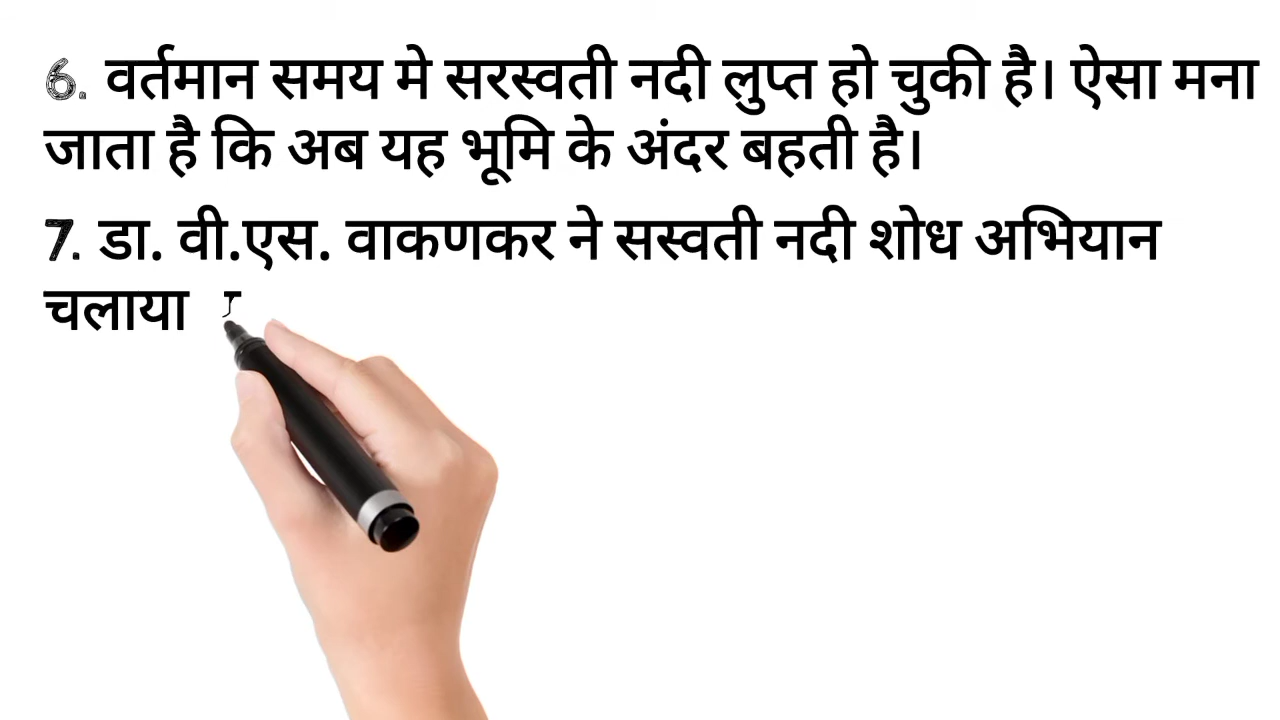 6. वर्तमान समय मे सरस्वती नदी लुप्त हो चुकी है। ऐसा मना
जाता है कि अब यह भूमि के अंदर बहती है।
7. डा. वी.एस. वाकणकर ने सस्वती नदी शोध अभियान
चलाया